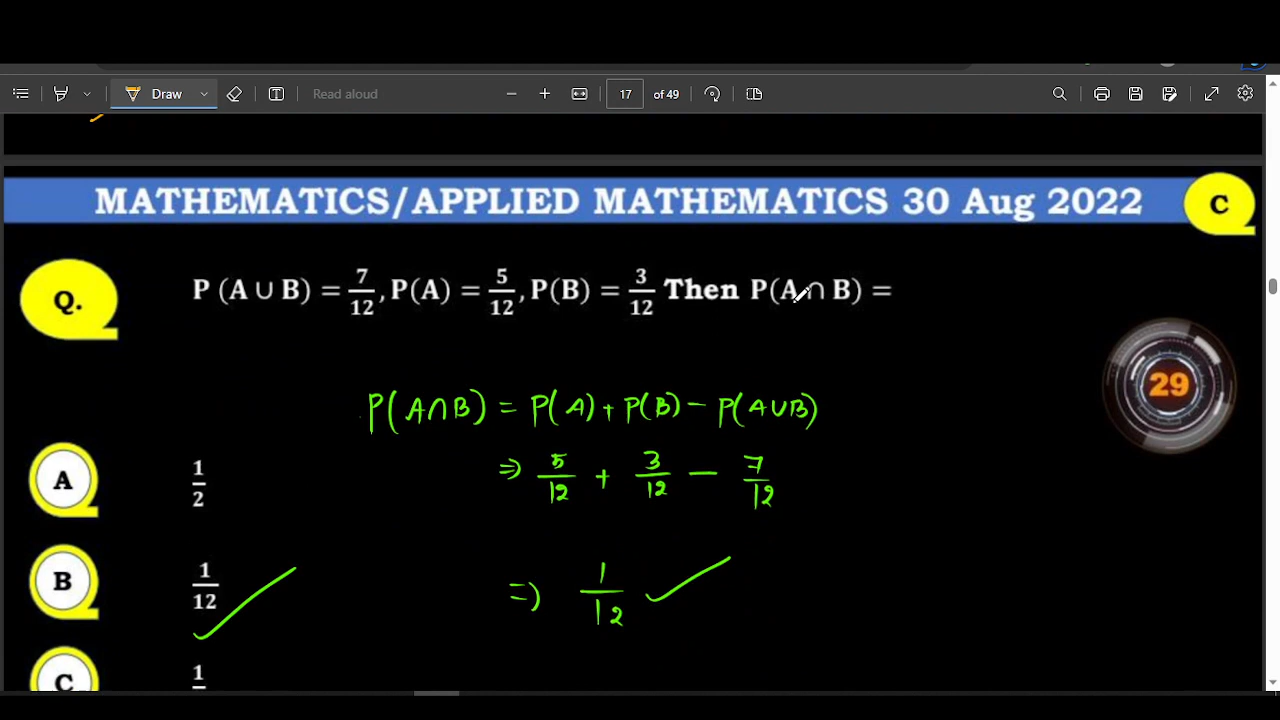 Draw
Read aloud
17 of 49
MATHEMATICS/APPLIED MATHEMATICS 30 Aug 2022
C
Q.
P (A ∪ B) = 7/12, P(A) = 5/12, P(B) = 3/12 Then P(A ∩ B) =
29
P(A∩B) = P(A) + P(B) − P(A∪B)
⇒ 5/12 + 3/12 − 7/12
A 1/2
B 1/12
⇒ 1/12
C 1/